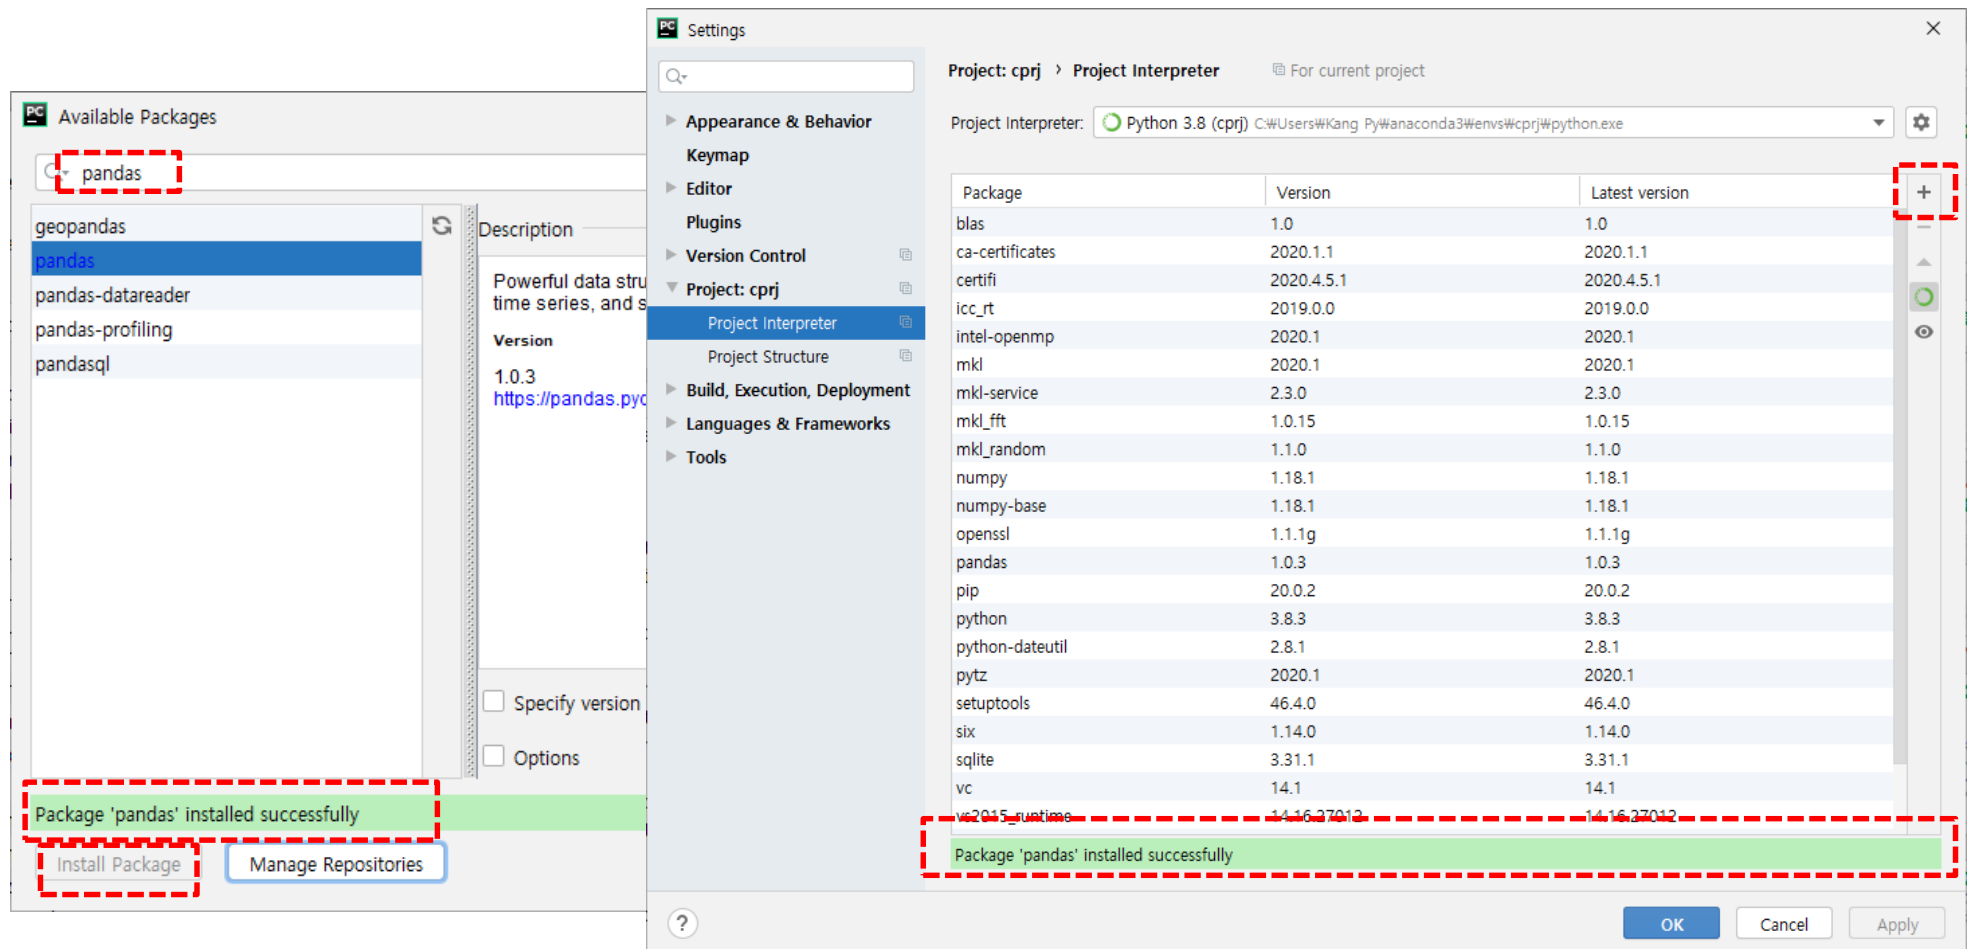 Available Packages
pandas
geopandas
pandas
pandas-datareader
pandas-profiling
pandasql
Description
Powerful data stru
time series, and s
Version
1.0.3
https://pandas.pyd
Specify version
Options
Package 'pandas' installed successfully
Install Package
Manage Repositories
PC Settings
Appearance & Behavior
Keymap
Editor
Plugins
Version Control
Project: cprj
Project Interpreter
Project Structure
Build, Execution, Deployment
Languages & Frameworks
Tools
Project: cprj › Project Interpreter For current project
Project Interpreter: Python 3.8 (cprj) C:₩Users₩Kang Py₩anaconda3₩envs₩cprj₩python.exe
Package Version Latest version
blas 1.0 1.0
ca-certificates 2020.1.1 2020.1.1
certifi 2020.4.5.1 2020.4.5.1
icc_rt 2019.0.0 2019.0.0
intel-openmp 2020.1 2020.1
mkl 2020.1 2020.1
mkl-service 2.3.0 2.3.0
mkl_fft 1.0.15 1.0.15
mkl_random 1.1.0 1.1.0
numpy 1.18.1 1.18.1
numpy-base 1.18.1 1.18.1
openssl 1.1.1g 1.1.1g
pandas 1.0.3 1.0.3
pip 20.0.2 20.0.2
python 3.8.3 3.8.3
python-dateutil 2.8.1 2.8.1
pytz 2020.1 2020.1
setuptools 46.4.0 46.4.0
six 1.14.0 1.14.0
sqlite 3.31.1 3.31.1
vc 14.1 14.1
vs2015_runtime 14.16.27012 14.16.27012
Package 'pandas' installed successfully
?
OK Cancel Apply